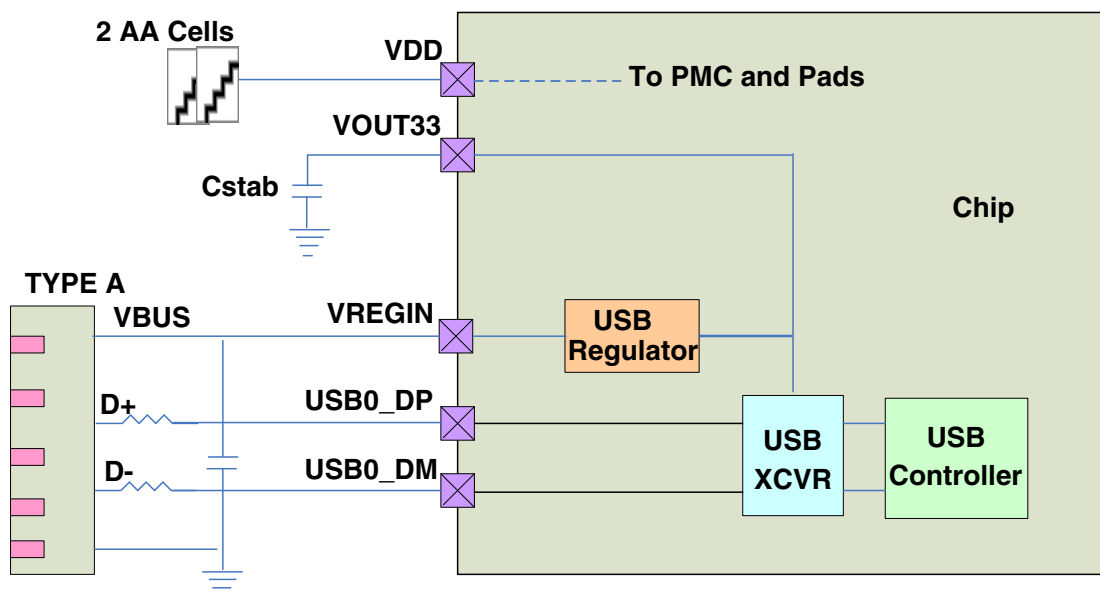 2 AA Cells
VDD
To PMC and Pads
VOUT33
Cstab
Chip
TYPE A
VBUS
VREGIN
USB
Regulator
D+
USB0_DP
D-
USB0_DM
USB
XCVR
USB
Controller